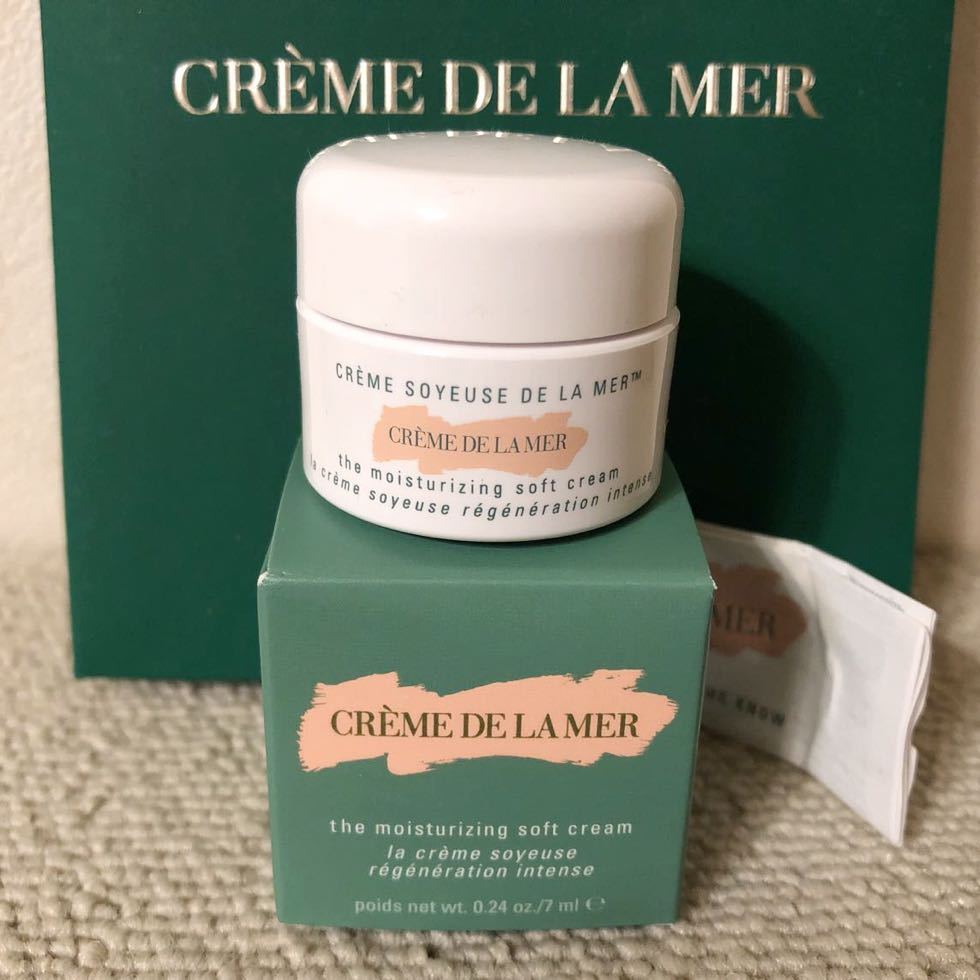 CRÈME DE LA MER
CRÈME SOYEUSE DE LA MER™
CRÈME DE LA MER
the moisturizing soft cream
la crème soyeuse régénération intense
MER
KNOW
CRÈME DE LA MER
the moisturizing soft cream
la crème soyeuse
régénération intense
poids net wt. 0.24 oz./7 ml ℮